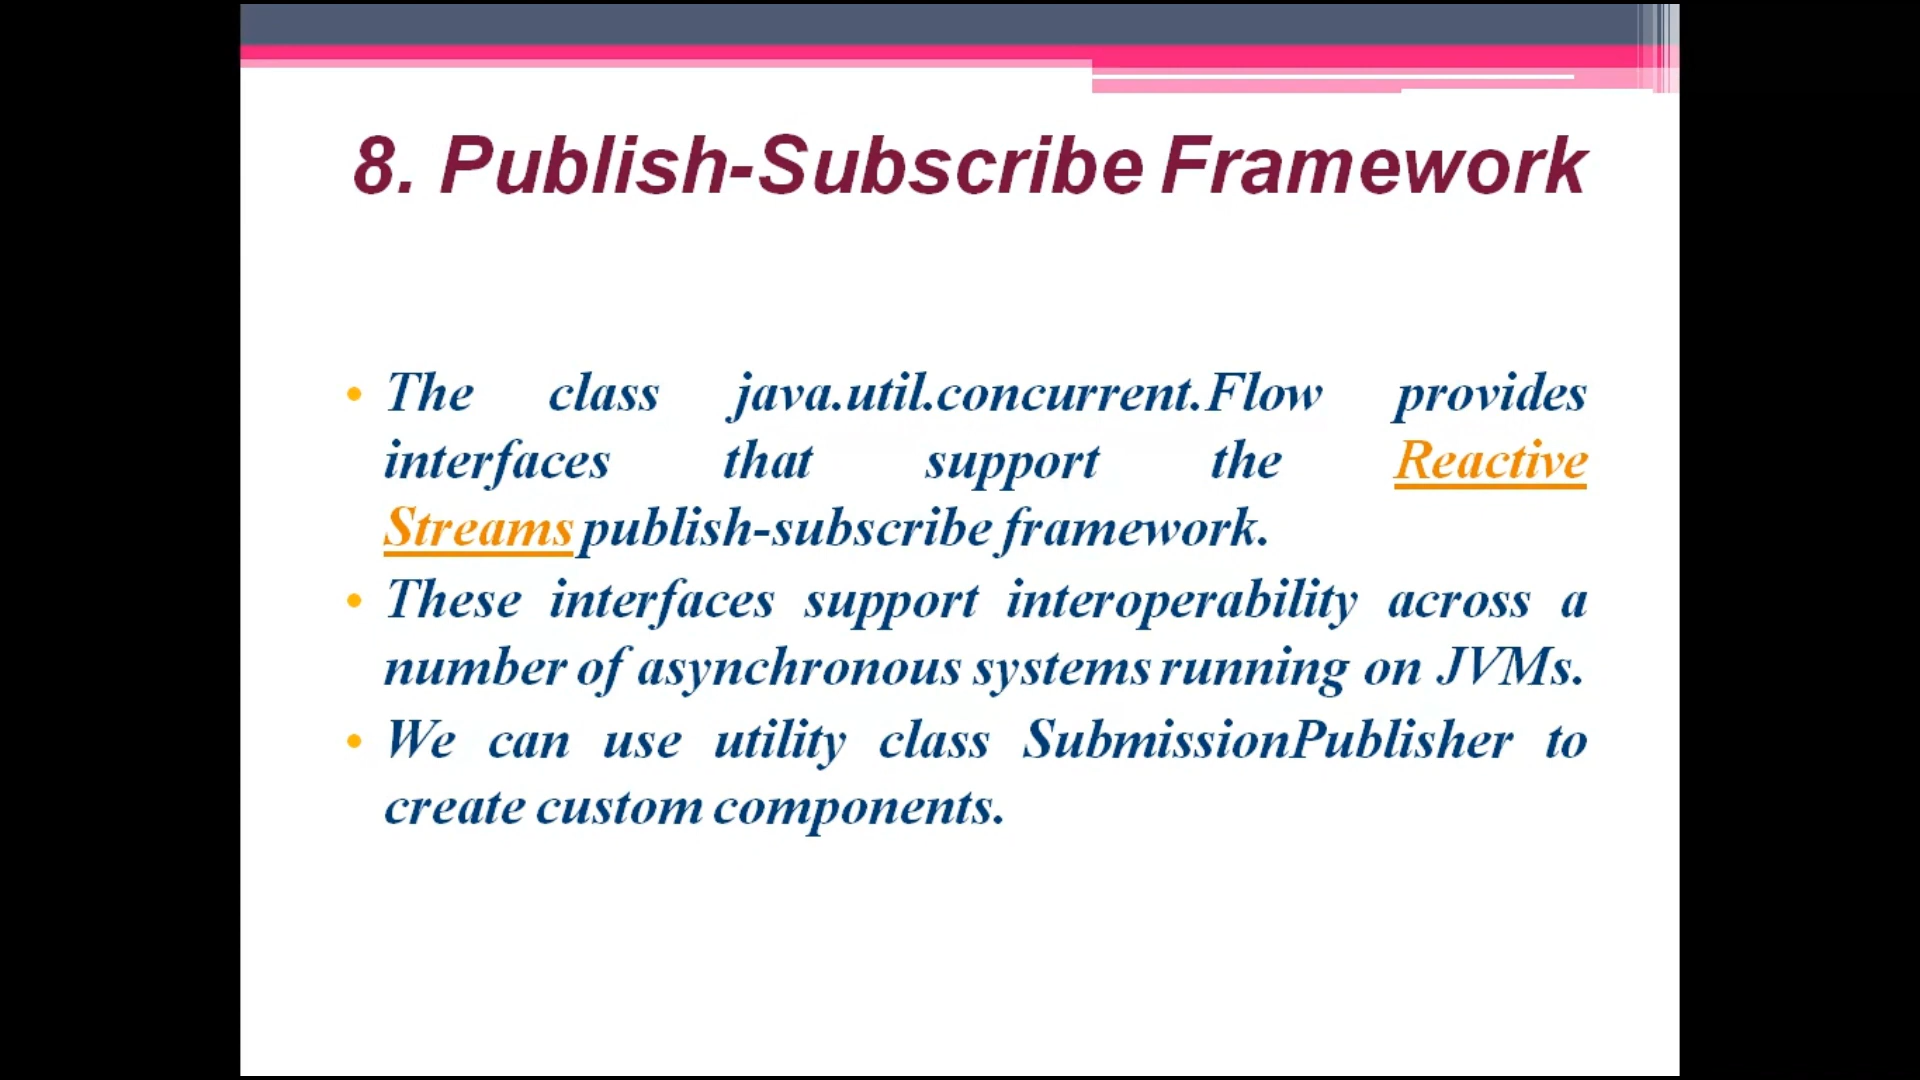 8. Publish-Subscribe Framework
• The class java.util.concurrent.Flow provides
interfaces that support the Reactive
Streams publish-subscribe framework.
• These interfaces support interoperability across a
number of asynchronous systems running on JVMs.
• We can use utility class SubmissionPublisher to
create custom components.